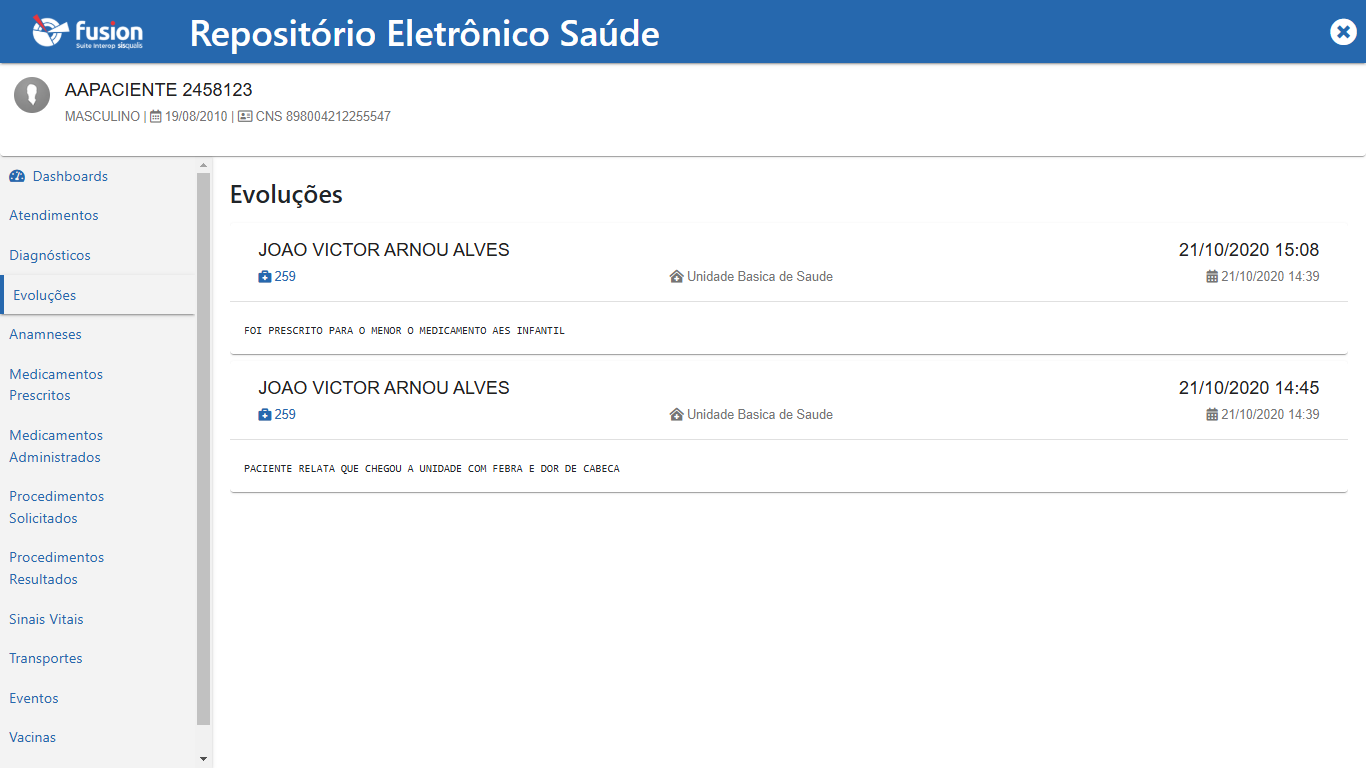 fusion
Suite Interop sisqualis
Repositório Eletrônico Saúde
AAPACIENTE 2458123
MASCULINO | 19/08/2010 | CNS 898004212255547
Dashboards
Atendimentos
Diagnósticos
Evoluções
Anamneses
Medicamentos
Prescritos
Medicamentos
Administrados
Procedimentos
Solicitados
Procedimentos
Resultados
Sinais Vitais
Transportes
Eventos
Vacinas
Evoluções
JOAO VICTOR ARNOU ALVES 21/10/2020 15:08
259 Unidade Basica de Saude 21/10/2020 14:39
FOI PRESCRITO PARA O MENOR O MEDICAMENTO AES INFANTIL
JOAO VICTOR ARNOU ALVES 21/10/2020 14:45
259 Unidade Basica de Saude 21/10/2020 14:39
PACIENTE RELATA QUE CHEGOU A UNIDADE COM FEBRA E DOR DE CABECA